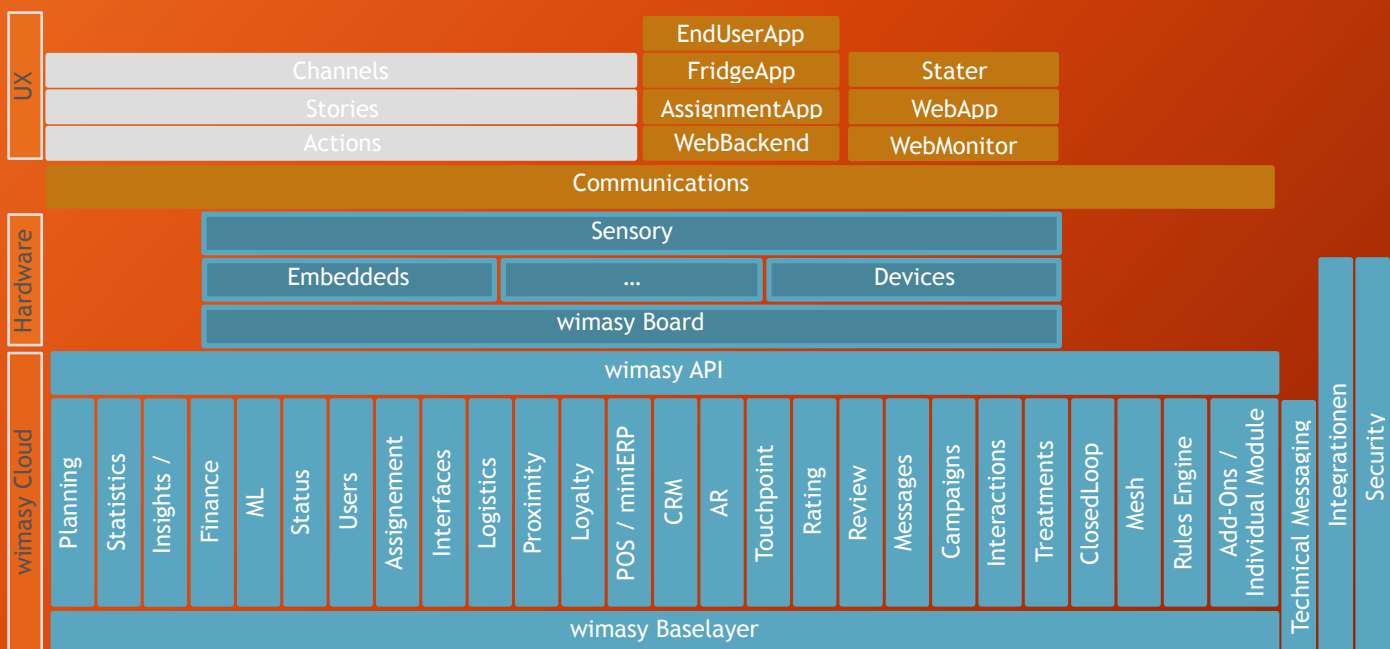 UX
EndUserApp
Channels
FridgeApp
Stater
Stories
AssignmentApp
WebApp
Actions
WebBackend
WebMonitor
Communications
Hardware
Sensory
Embeddeds
...
Devices
wimasy Board
wimasy Cloud
wimasy API
Planning
Statistics
Insights /
Finance
ML
Status
Users
Assignement
Interfaces
Logistics
Proximity
Loyalty
POS / miniERP
CRM
AR
Touchpoint
Rating
Review
Messages
Campaigns
Interactions
Treatments
ClosedLoop
Mesh
Rules Engine
Add-Ons /
Individual Module
Technical Messaging
Integrationen
Security
wimasy Baselayer